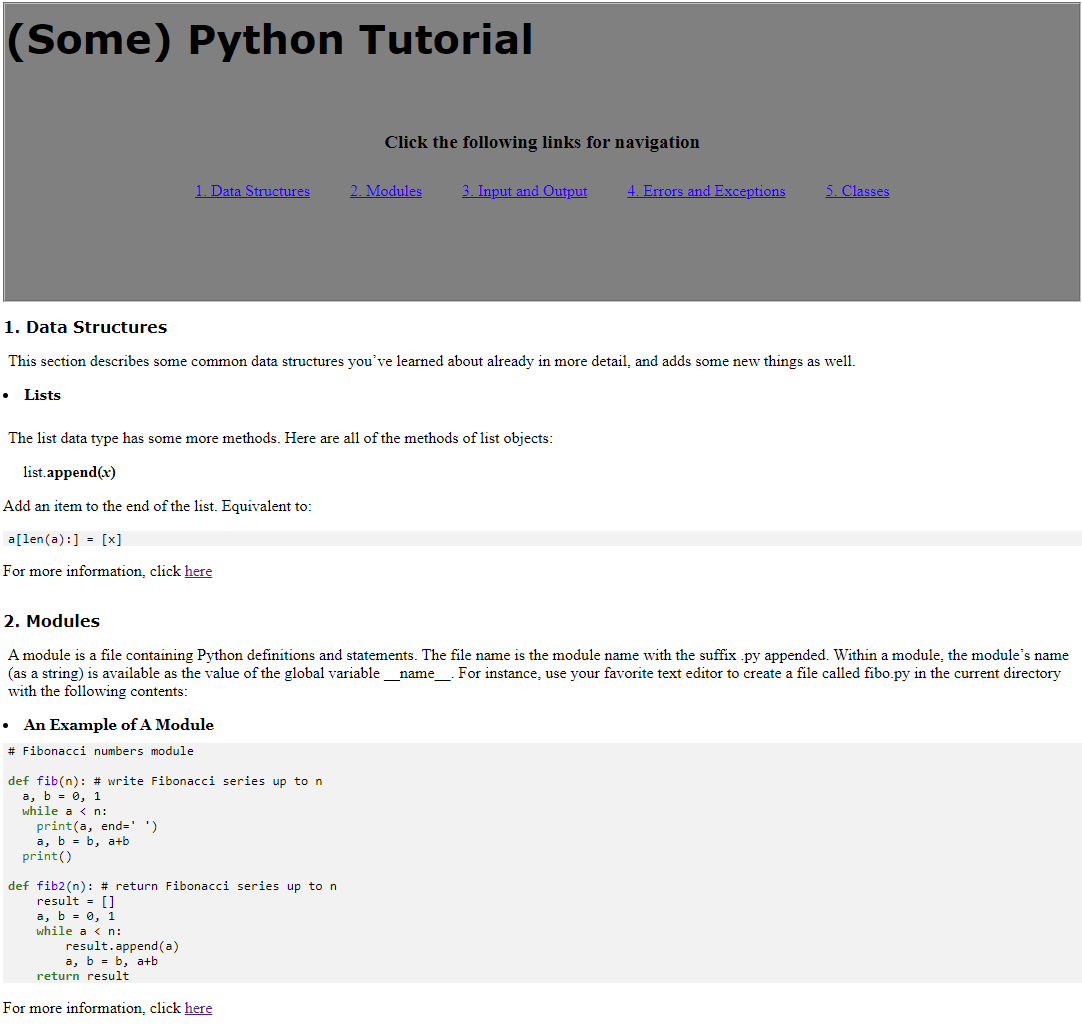 (Some) Python Tutorial
Click the following links for navigation
1. Data Structures 2. Modules 3. Input and Output 4. Errors and Exceptions 5. Classes
1. Data Structures
This section describes some common data structures you’ve learned about already in more detail, and adds some new things as well.
• Lists
The list data type has some more methods. Here are all of the methods of list objects:
list.append(x)
Add an item to the end of the list. Equivalent to:
a[len(a):] = [x]
For more information, click here
2. Modules
A module is a file containing Python definitions and statements. The file name is the module name with the suffix .py appended. Within a module, the module’s name
(as a string) is available as the value of the global variable __name__. For instance, use your favorite text editor to create a file called fibo.py in the current directory
with the following contents:
• An Example of A Module
# Fibonacci numbers module
def fib(n): # write Fibonacci series up to n
  a, b = 0, 1
  while a < n:
    print(a, end=' ')
    a, b = b, a+b
  print()
def fib2(n): # return Fibonacci series up to n
    result = []
    a, b = 0, 1
    while a < n:
        result.append(a)
        a, b = b, a+b
    return result
For more information, click here